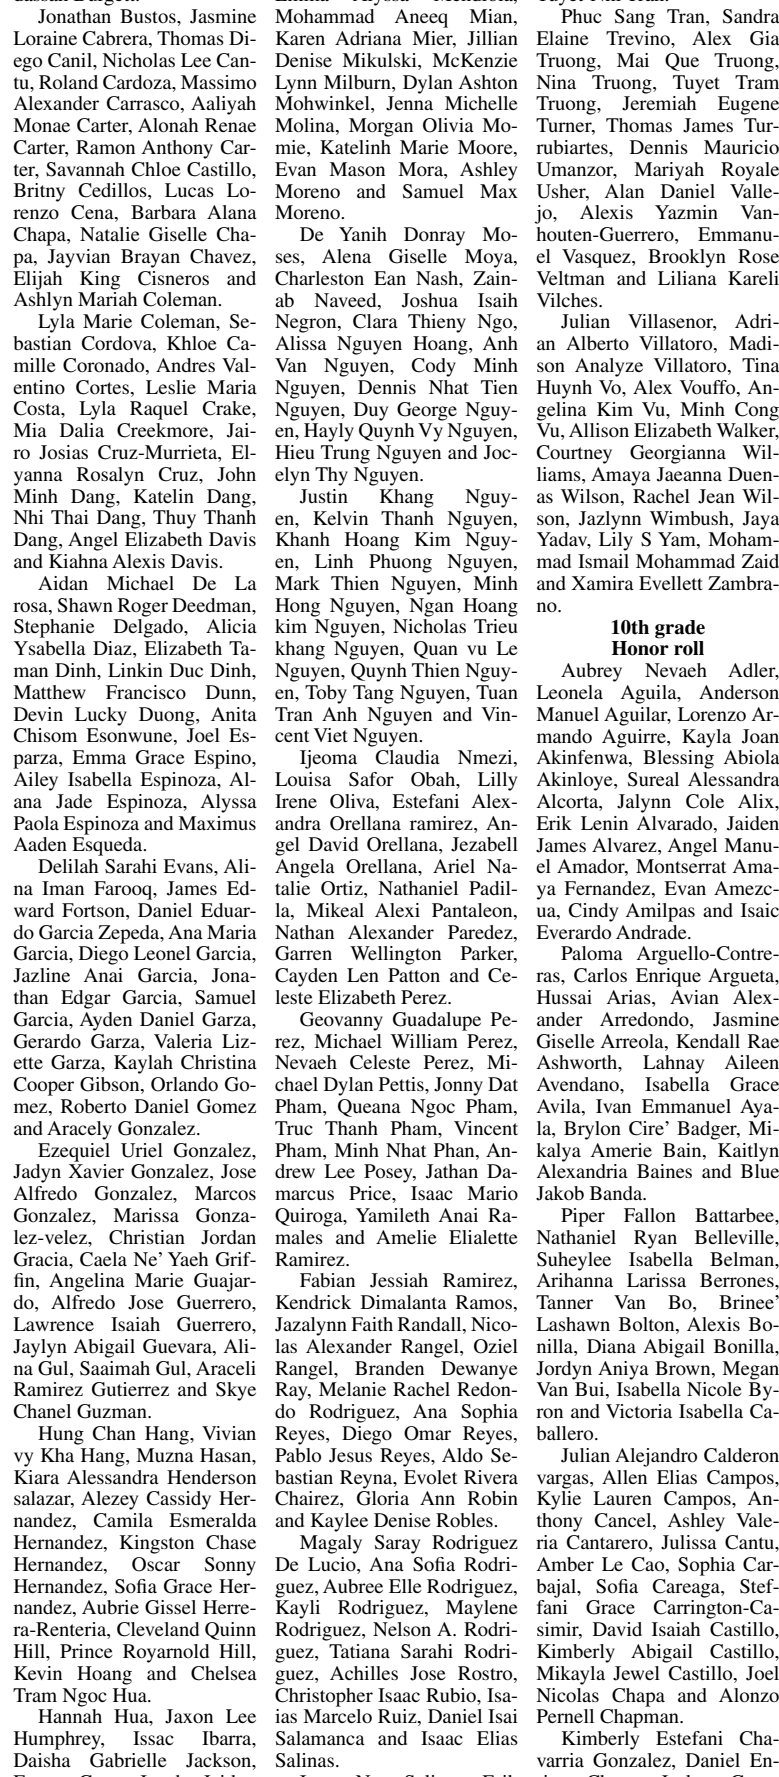 Jonathan Bustos, Jasmine
Loraine Cabrera, Thomas Di-
ego Canil, Nicholas Lee Can-
tu, Roland Cardoza, Massimo
Alexander Carrasco, Aaliyah
Monae Carter, Alonah Renae
Carter, Ramon Anthony Car-
ter, Savannah Chloe Castillo,
Britny Cedillos, Lucas Lo-
renzo Cena, Barbara Alana
Chapa, Natalie Giselle Cha-
pa, Jayvian Brayan Chavez,
Elijah King Cisneros and
Ashlyn Mariah Coleman.
Lyla Marie Coleman, Se-
bastian Cordova, Khloe Ca-
mille Coronado, Andres Val-
entino Cortes, Leslie Maria
Costa, Lyla Raquel Crake,
Mia Dalia Creekmore, Jai-
ro Josias Cruz-Murrieta, El-
yanna Rosalyn Cruz, John
Minh Dang, Katelin Dang,
Nhi Thai Dang, Thuy Thanh
Dang, Angel Elizabeth Davis
and Kiahna Alexis Davis.
Aidan Michael De La
rosa, Shawn Roger Deedman,
Stephanie Delgado, Alicia
Ysabella Diaz, Elizabeth Ta-
man Dinh, Linkin Duc Dinh,
Matthew Francisco Dunn,
Devin Lucky Duong, Anita
Chisom Esonwune, Joel Es-
parza, Emma Grace Espino,
Ailey Isabella Espinoza, Al-
ana Jade Espinoza, Alyssa
Paola Espinoza and Maximus
Aaden Esqueda.
Delilah Sarahi Evans, Ali-
na Iman Farooq, James Ed-
ward Fortson, Daniel Eduar-
do Garcia Zepeda, Ana Maria
Garcia, Diego Leonel Garcia,
Jazline Anai Garcia, Jona-
than Edgar Garcia, Samuel
Garcia, Ayden Daniel Garza,
Gerardo Garza, Valeria Liz-
ette Garza, Kaylah Christina
Cooper Gibson, Orlando Go-
mez, Roberto Daniel Gomez
and Aracely Gonzalez.
Ezequiel Uriel Gonzalez,
Jadyn Xavier Gonzalez, Jose
Alfredo Gonzalez, Marcos
Gonzalez, Marissa Gonza-
lez-velez, Christian Jordan
Gracia, Caela Ne' Yaeh Grif-
fin, Angelina Marie Guajar-
do, Alfredo Jose Guerrero,
Lawrence Isaiah Guerrero,
Jaylyn Abigail Guevara, Ali-
na Gul, Saaimah Gul, Araceli
Ramirez Gutierrez and Skye
Chanel Guzman.
Hung Chan Hang, Vivian
vy Kha Hang, Muzna Hasan,
Kiara Alessandra Henderson
salazar, Alezey Cassidy Her-
nandez, Camila Esmeralda
Hernandez, Kingston Chase
Hernandez, Oscar Sonny
Hernandez, Sofia Grace Her-
nandez, Aubrie Gissel Herre-
ra-Renteria, Cleveland Quinn
Hill, Prince Royarnold Hill,
Kevin Hoang and Chelsea
Tram Ngoc Hua.
Hannah Hua, Jaxon Lee
Humphrey, Issac Ibarra,
Daisha Gabrielle Jackson,
Mohammad Aneeq Mian,
Karen Adriana Mier, Jillian
Denise Mikulski, McKenzie
Lynn Milburn, Dylan Ashton
Mohwinkel, Jenna Michelle
Molina, Morgan Olivia Mo-
mie, Katelinh Marie Moore,
Evan Mason Mora, Ashley
Moreno and Samuel Max
Moreno.
De Yanih Donray Mo-
ses, Alena Giselle Moya,
Charleston Ean Nash, Zain-
ab Naveed, Joshua Isaih
Negron, Clara Thieny Ngo,
Alissa Nguyen Hoang, Anh
Van Nguyen, Cody Minh
Nguyen, Dennis Nhat Tien
Nguyen, Duy George Nguy-
en, Hayly Quynh Vy Nguyen,
Hieu Trung Nguyen and Joc-
elyn Thy Nguyen.
Justin Khang Nguy-
en, Kelvin Thanh Nguyen,
Khanh Hoang Kim Nguy-
en, Linh Phuong Nguyen,
Mark Thien Nguyen, Minh
Hong Nguyen, Ngan Hoang
kim Nguyen, Nicholas Trieu
khang Nguyen, Quan vu Le
Nguyen, Quynh Thien Nguy-
en, Toby Tang Nguyen, Tuan
Tran Anh Nguyen and Vin-
cent Viet Nguyen.
Ijeoma Claudia Nmezi,
Louisa Safor Obah, Lilly
Irene Oliva, Estefani Alex-
andra Orellana ramirez, An-
gel David Orellana, Jezabell
Angela Orellana, Ariel Na-
talie Ortiz, Nathaniel Padil-
la, Mikeal Alexi Pantaleon,
Nathan Alexander Paredez,
Garren Wellington Parker,
Cayden Len Patton and Ce-
leste Elizabeth Perez.
Geovanny Guadalupe Pe-
rez, Michael William Perez,
Nevaeh Celeste Perez, Mi-
chael Dylan Pettis, Jonny Dat
Pham, Queana Ngoc Pham,
Truc Thanh Pham, Vincent
Pham, Minh Nhat Phan, An-
drew Lee Posey, Jathan Da-
marcus Price, Isaac Mario
Quiroga, Yamileth Anai Ra-
males and Amelie Elialette
Ramirez.
Fabian Jessiah Ramirez,
Kendrick Dimalanta Ramos,
Jazalynn Faith Randall, Nico-
las Alexander Rangel, Oziel
Rangel, Branden Dewanye
Ray, Melanie Rachel Redon-
do Rodriguez, Ana Sophia
Reyes, Diego Omar Reyes,
Pablo Jesus Reyes, Aldo Se-
bastian Reyna, Evolet Rivera
Chairez, Gloria Ann Robin
and Kaylee Denise Robles.
Magaly Saray Rodriguez
De Lucio, Ana Sofia Rodri-
guez, Aubree Elle Rodriguez,
Kayli Rodriguez, Maylene
Rodriguez, Nelson A. Rodri-
guez, Tatiana Sarahi Rodri-
guez, Achilles Jose Rostro,
Christopher Isaac Rubio, Isa-
ias Marcelo Ruiz, Daniel Isai
Salamanca and Isaac Elias
Salinas.
Phuc Sang Tran, Sandra
Elaine Trevino, Alex Gia
Truong, Mai Que Truong,
Nina Truong, Tuyet Tram
Truong, Jeremiah Eugene
Turner, Thomas James Tur-
rubiartes, Dennis Mauricio
Umanzor, Mariyah Royale
Usher, Alan Daniel Valle-
jo, Alexis Yazmin Van-
houten-Guerrero, Emmanu-
el Vasquez, Brooklyn Rose
Veltman and Liliana Kareli
Vilches.
Julian Villasenor, Adri-
an Alberto Villatoro, Madi-
son Analyze Villatoro, Tina
Huynh Vo, Alex Vouffo, An-
gelina Kim Vu, Minh Cong
Vu, Allison Elizabeth Walker,
Courtney Georgianna Wil-
liams, Amaya Jaeanna Duen-
as Wilson, Rachel Jean Wil-
son, Jazlynn Wimbush, Jaya
Yadav, Lily S Yam, Moham-
mad Ismail Mohammad Zaid
and Xamira Evellett Zambra-
no.
10th grade
Honor roll
Aubrey Nevaeh Adler,
Leonela Aguila, Anderson
Manuel Aguilar, Lorenzo Ar-
mando Aguirre, Kayla Joan
Akinfenwa, Blessing Abiola
Akinloye, Sureal Alessandra
Alcorta, Jalynn Cole Alix,
Erik Lenin Alvarado, Jaiden
James Alvarez, Angel Manu-
el Amador, Montserrat Ama-
ya Fernandez, Evan Amezc-
ua, Cindy Amilpas and Isaic
Everardo Andrade.
Paloma Arguello-Contre-
ras, Carlos Enrique Argueta,
Hussai Arias, Avian Alex-
ander Arredondo, Jasmine
Giselle Arreola, Kendall Rae
Ashworth, Lahnay Aileen
Avendano, Isabella Grace
Avila, Ivan Emmanuel Aya-
la, Brylon Cire' Badger, Mi-
kalya Amerie Bain, Kaitlyn
Alexandria Baines and Blue
Jakob Banda.
Piper Fallon Battarbee,
Nathaniel Ryan Belleville,
Suheylee Isabella Belman,
Arihanna Larissa Berrones,
Tanner Van Bo, Brinee'
Lashawn Bolton, Alexis Bo-
nilla, Diana Abigail Bonilla,
Jordyn Aniya Brown, Megan
Van Bui, Isabella Nicole By-
ron and Victoria Isabella Ca-
ballero.
Julian Alejandro Calderon
vargas, Allen Elias Campos,
Kylie Lauren Campos, An-
thony Cancel, Ashley Vale-
ria Cantarero, Julissa Cantu,
Amber Le Cao, Sophia Car-
bajal, Sofia Careaga, Stef-
fani Grace Carrington-Ca-
simir, David Isaiah Castillo,
Kimberly Abigail Castillo,
Mikayla Jewel Castillo, Joel
Nicolas Chapa and Alonzo
Pernell Chapman.
Kimberly Estefani Cha-
varria Gonzalez, Daniel En-